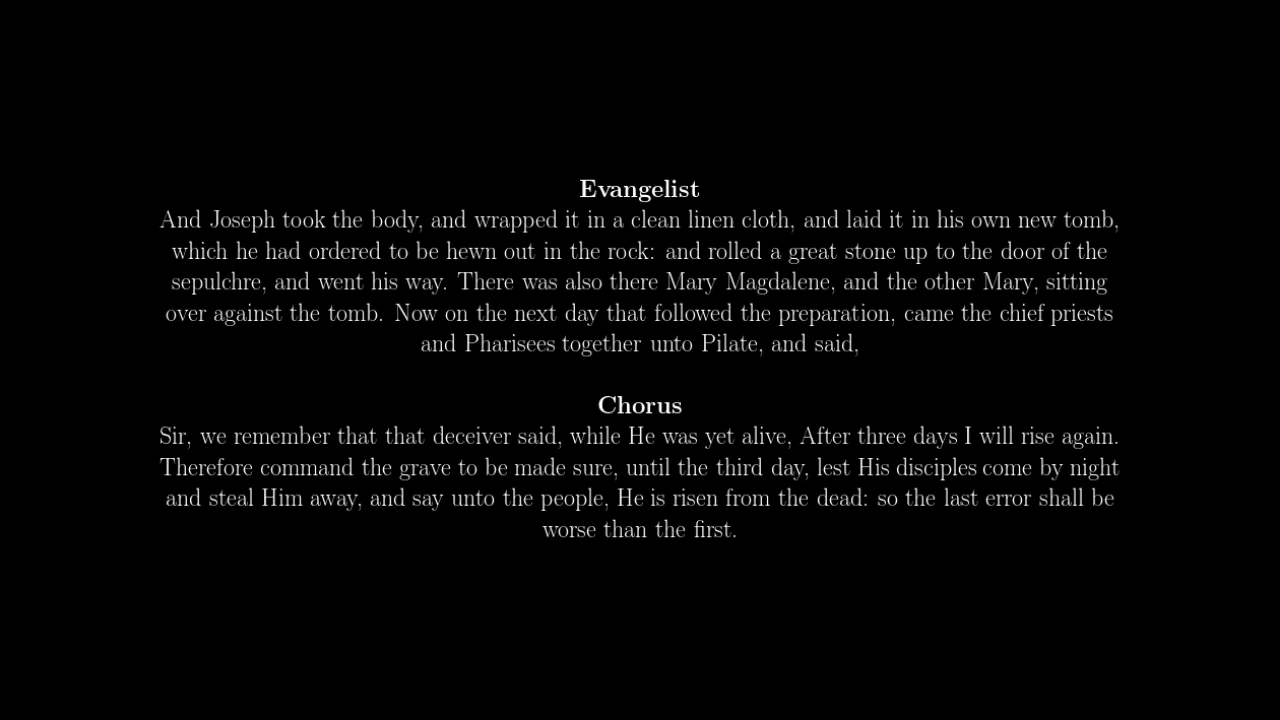 Evangelist
And Joseph took the body, and wrapped it in a clean linen cloth, and laid it in his own new tomb,
which he had ordered to be hewn out in the rock: and rolled a great stone up to the door of the
sepulchre, and went his way. There was also there Mary Magdalene, and the other Mary, sitting
over against the tomb. Now on the next day that followed the preparation, came the chief priests
and Pharisees together unto Pilate, and said,
Chorus
Sir, we remember that that deceiver said, while He was yet alive, After three days I will rise again.
Therefore command the grave to be made sure, until the third day, lest His disciples come by night
and steal Him away, and say unto the people, He is risen from the dead: so the last error shall be
worse than the first.